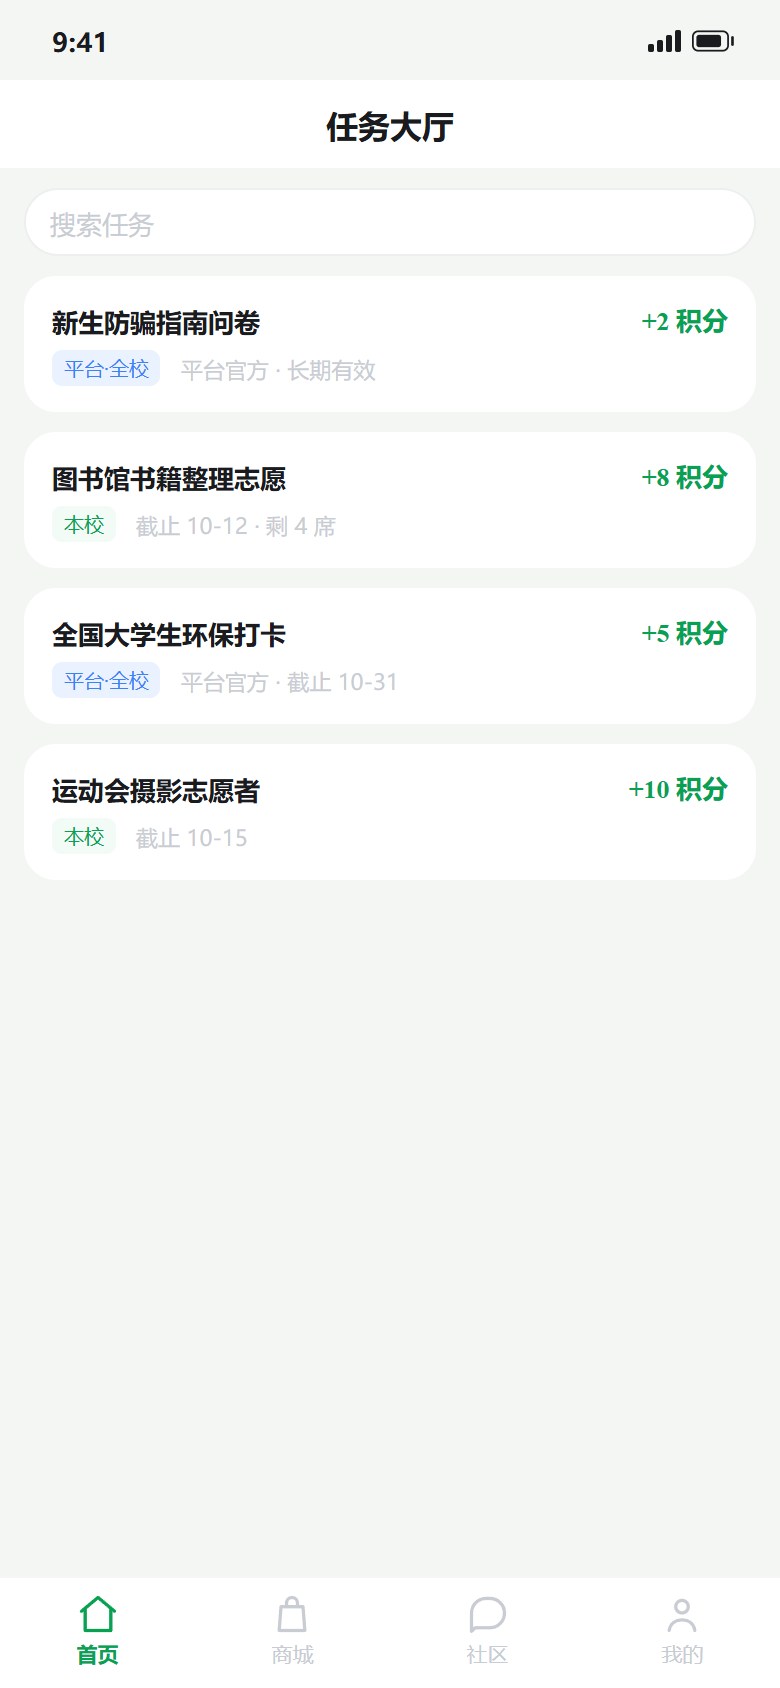 9:41
任务大厅
搜索任务
新生防骗指南问卷
+2 积分
平台·全校 平台官方 · 长期有效
图书馆书籍整理志愿
+8 积分
本校 截止 10-12 · 剩 4 席
全国大学生环保打卡
+5 积分
平台·全校 平台官方 · 截止 10-31
运动会摄影志愿者
+10 积分
本校 截止 10-15
首页 商城 社区 我的